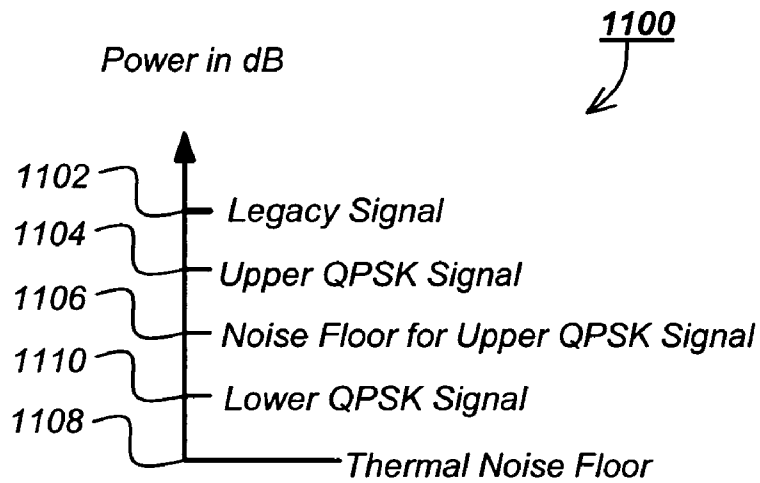 1100
Power in dB
1102
Legacy Signal
1104
Upper QPSK Signal
1106
Noise Floor for Upper QPSK Signal
1110
Lower QPSK Signal
1108
Thermal Noise Floor